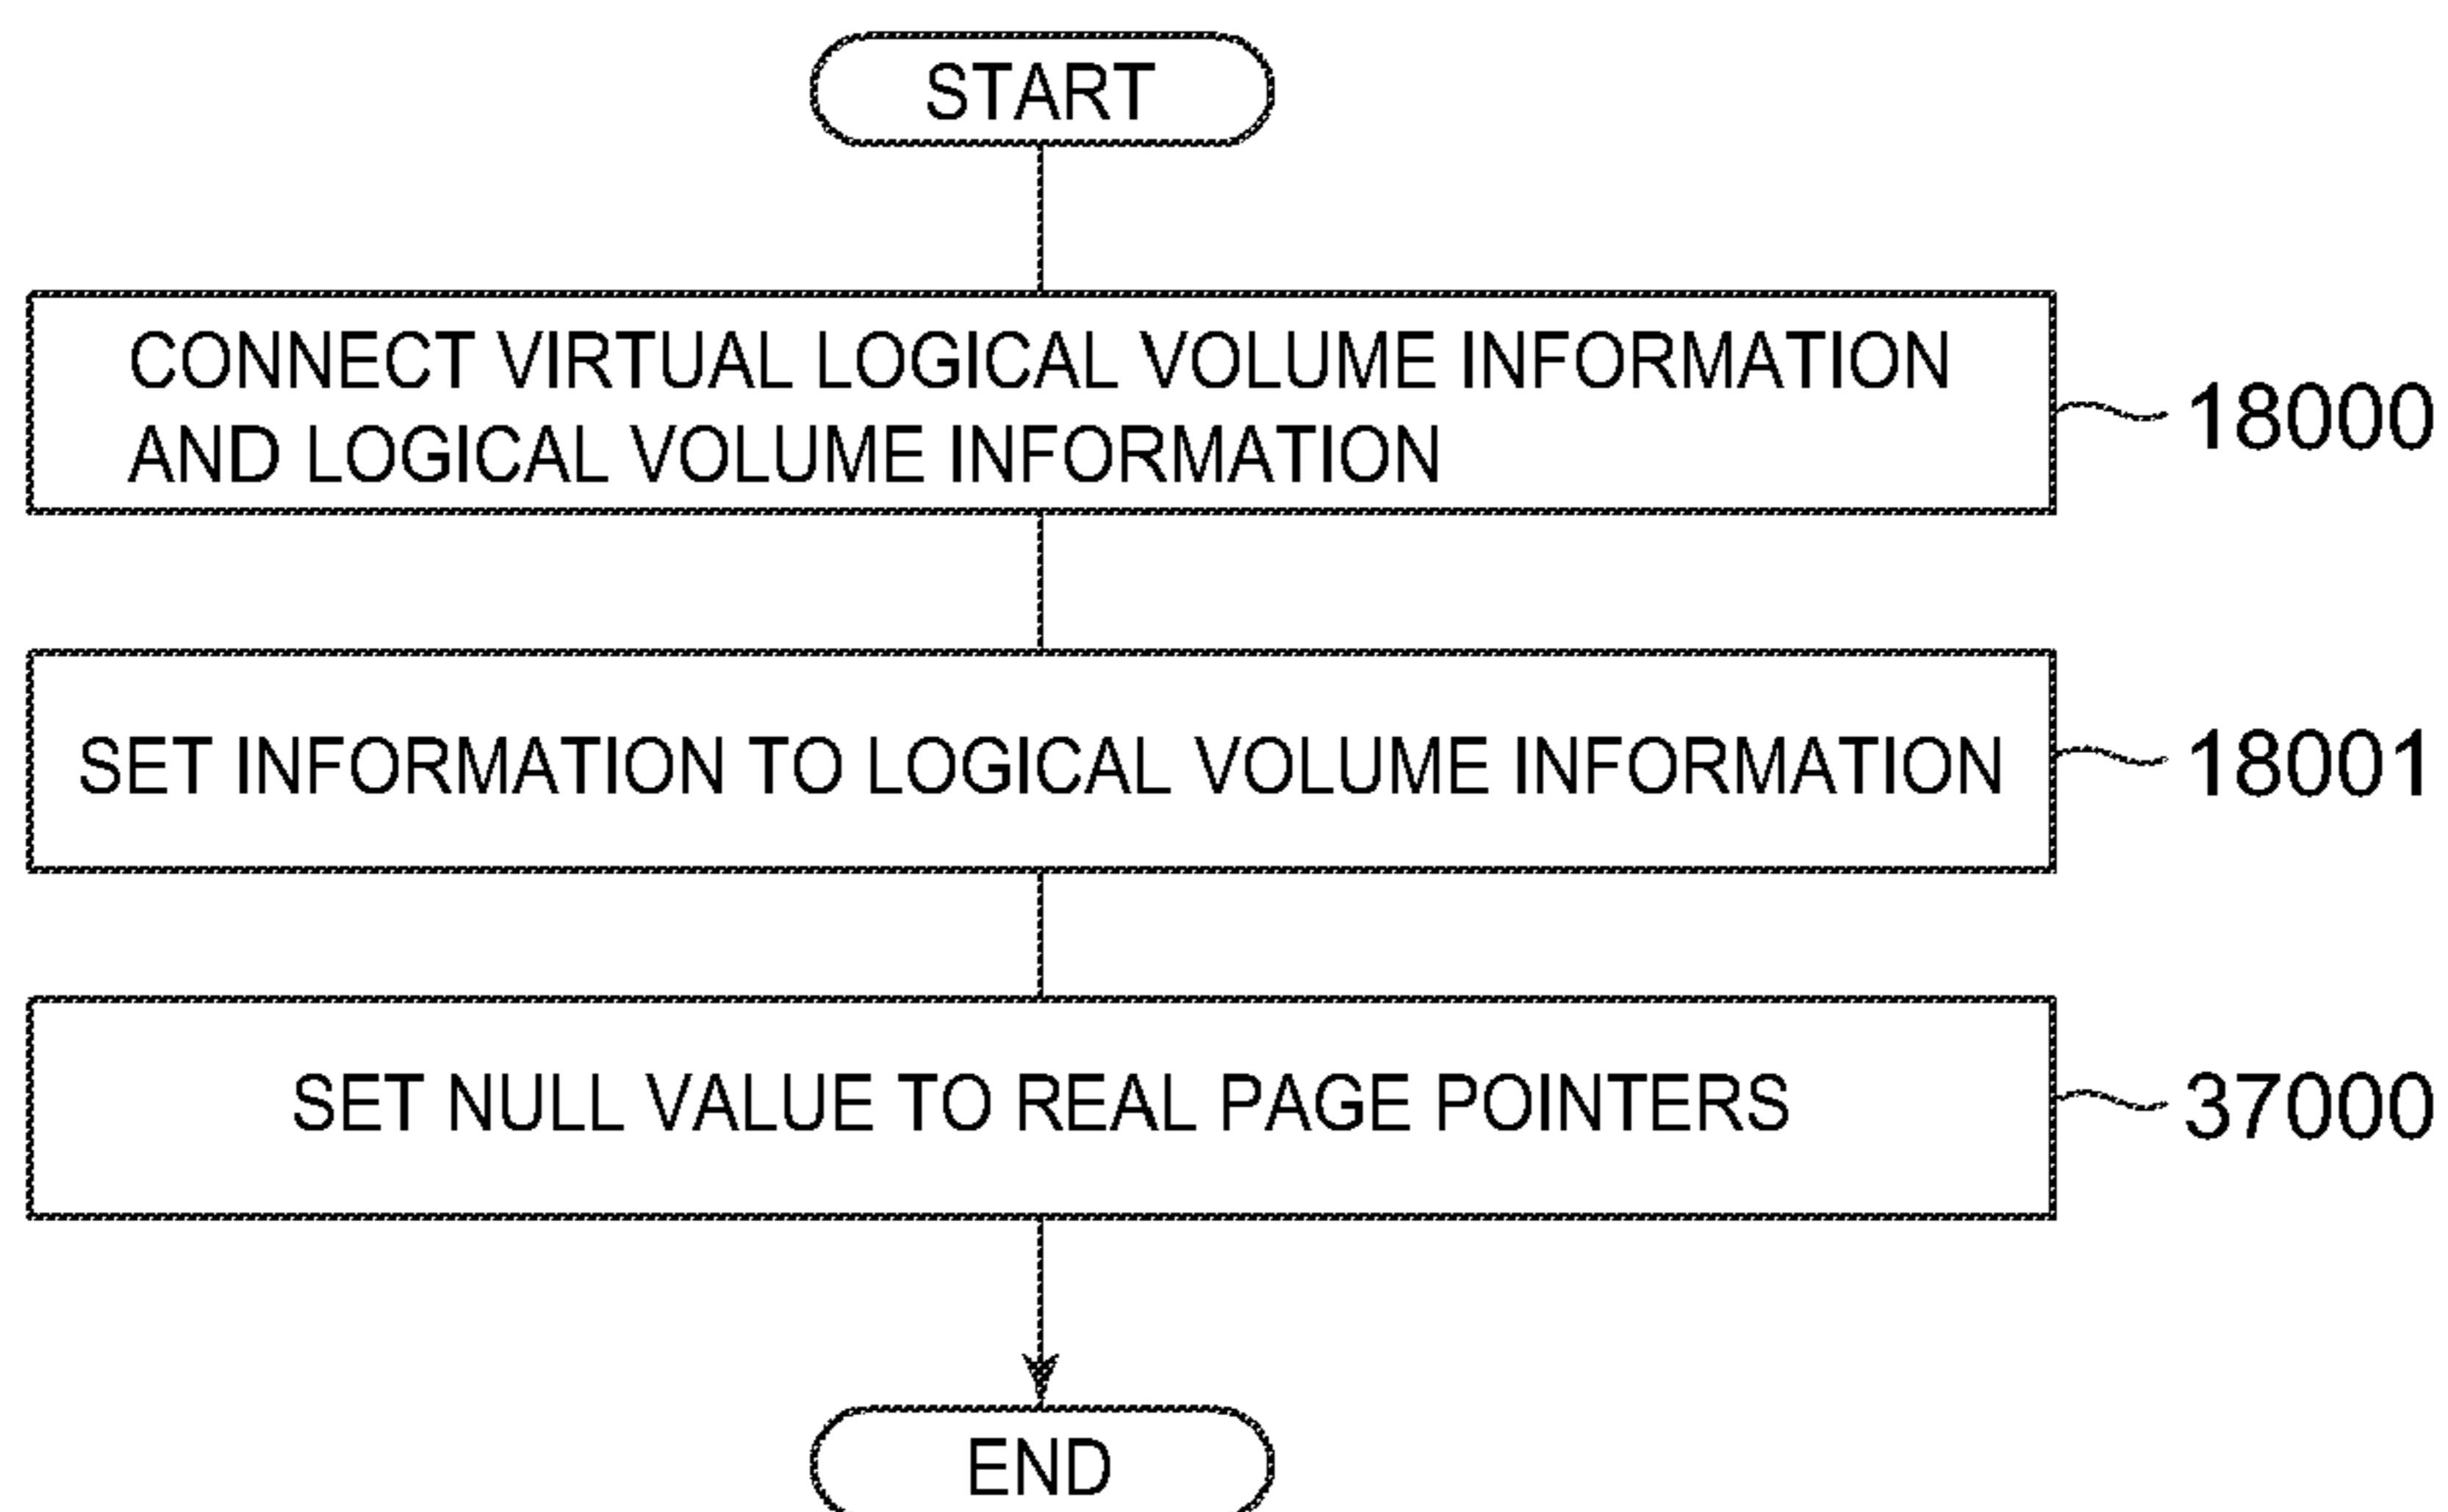 START
CONNECT VIRTUAL LOGICAL VOLUME INFORMATION
AND LOGICAL VOLUME INFORMATION
18000
SET INFORMATION TO LOGICAL VOLUME INFORMATION
18001
SET NULL VALUE TO REAL PAGE POINTERS
37000
END